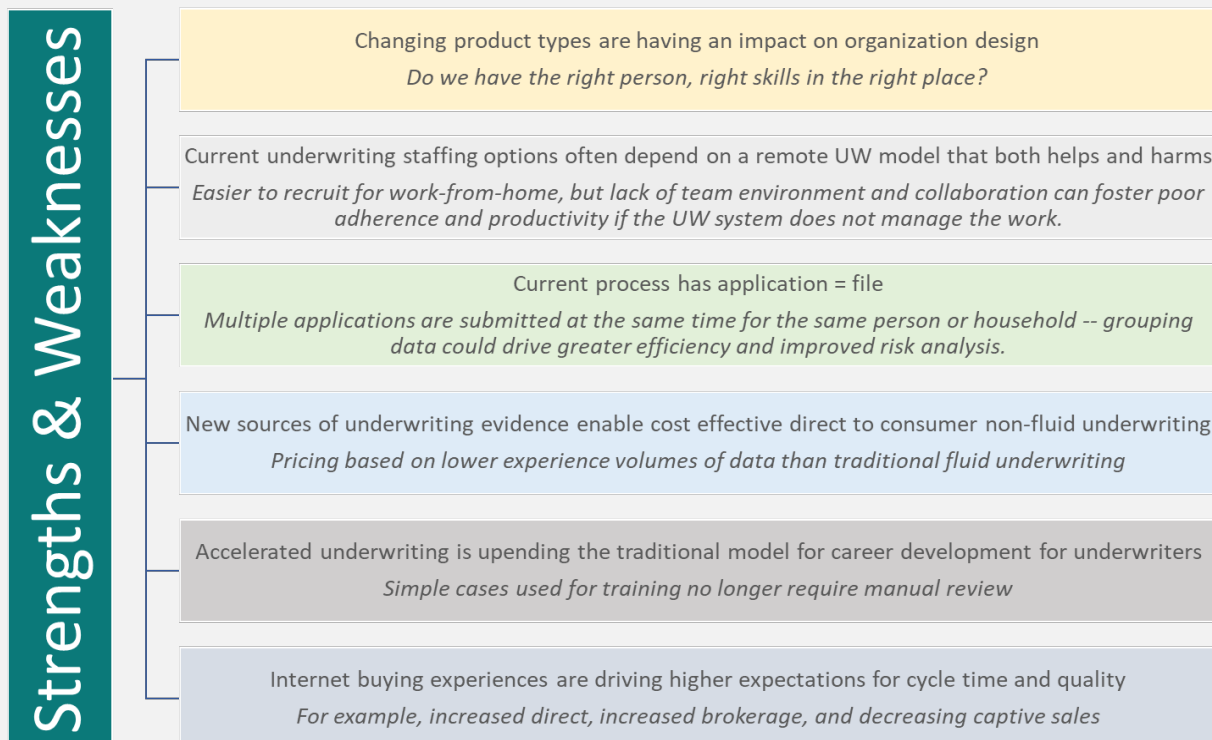 Strengths & Weaknesses
Changing product types are having an impact on organization design
Do we have the right person, right skills in the right place?
Current underwriting staffing options often depend on a remote UW model that both helps and harms
Easier to recruit for work-from-home, but lack of team environment and collaboration can foster poor
adherence and productivity if the UW system does not manage the work.
Current process has application = file
Multiple applications are submitted at the same time for the same person or household -- grouping
data could drive greater efficiency and improved risk analysis.
New sources of underwriting evidence enable cost effective direct to consumer non-fluid underwriting
Pricing based on lower experience volumes of data than traditional fluid underwriting
Accelerated underwriting is upending the traditional model for career development for underwriters
Simple cases used for training no longer require manual review
Internet buying experiences are driving higher expectations for cycle time and quality
For example, increased direct, increased brokerage, and decreasing captive sales